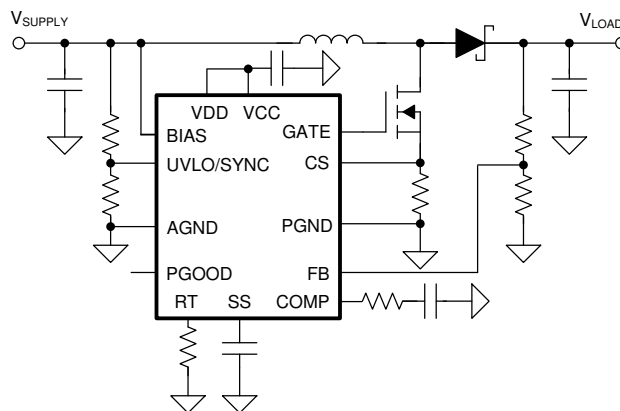 VSUPPLY
VLOAD
VDD VCC
BIAS
GATE
UVLO/SYNC
CS
AGND
PGND
PGOOD
FB
RT
SS
COMP